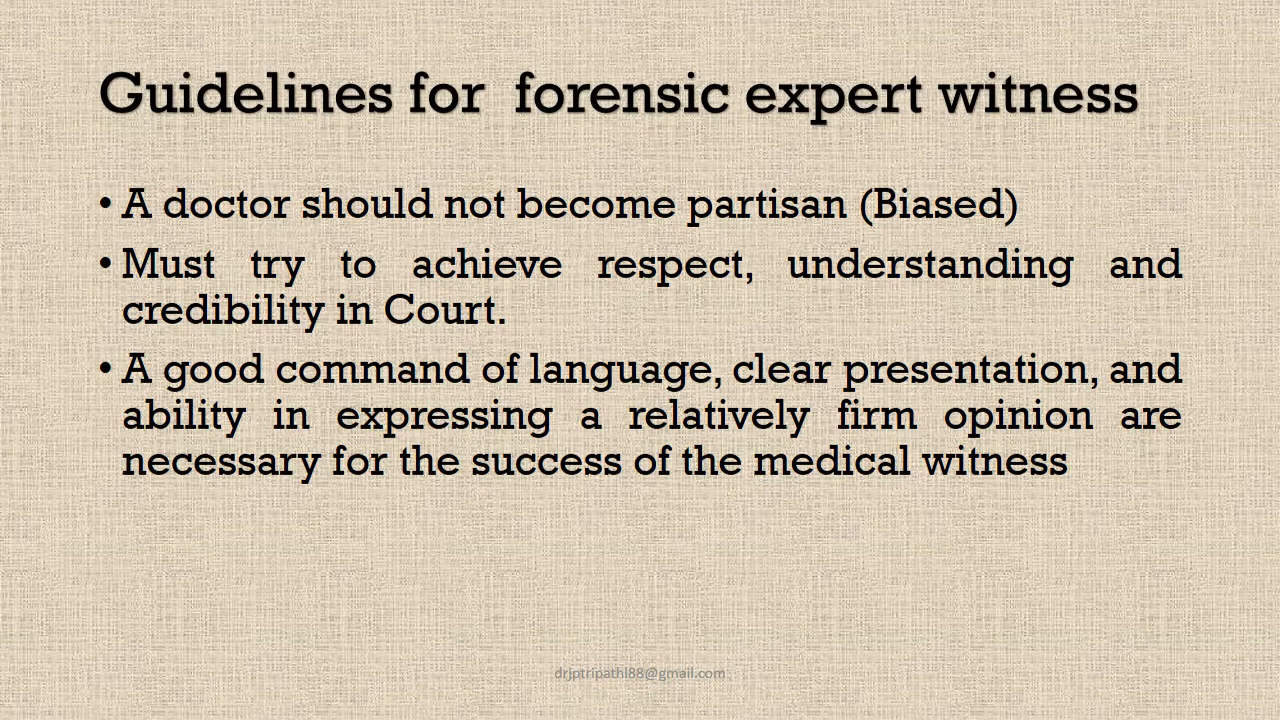 Guidelines for  forensic expert witness
• A doctor should not become partisan (Biased)
• Must try to achieve respect, understanding and
credibility in Court.
• A good command of language, clear presentation, and
ability in expressing a relatively firm opinion are
necessary for the success of the medical witness
drjptripathi88@gmail.com